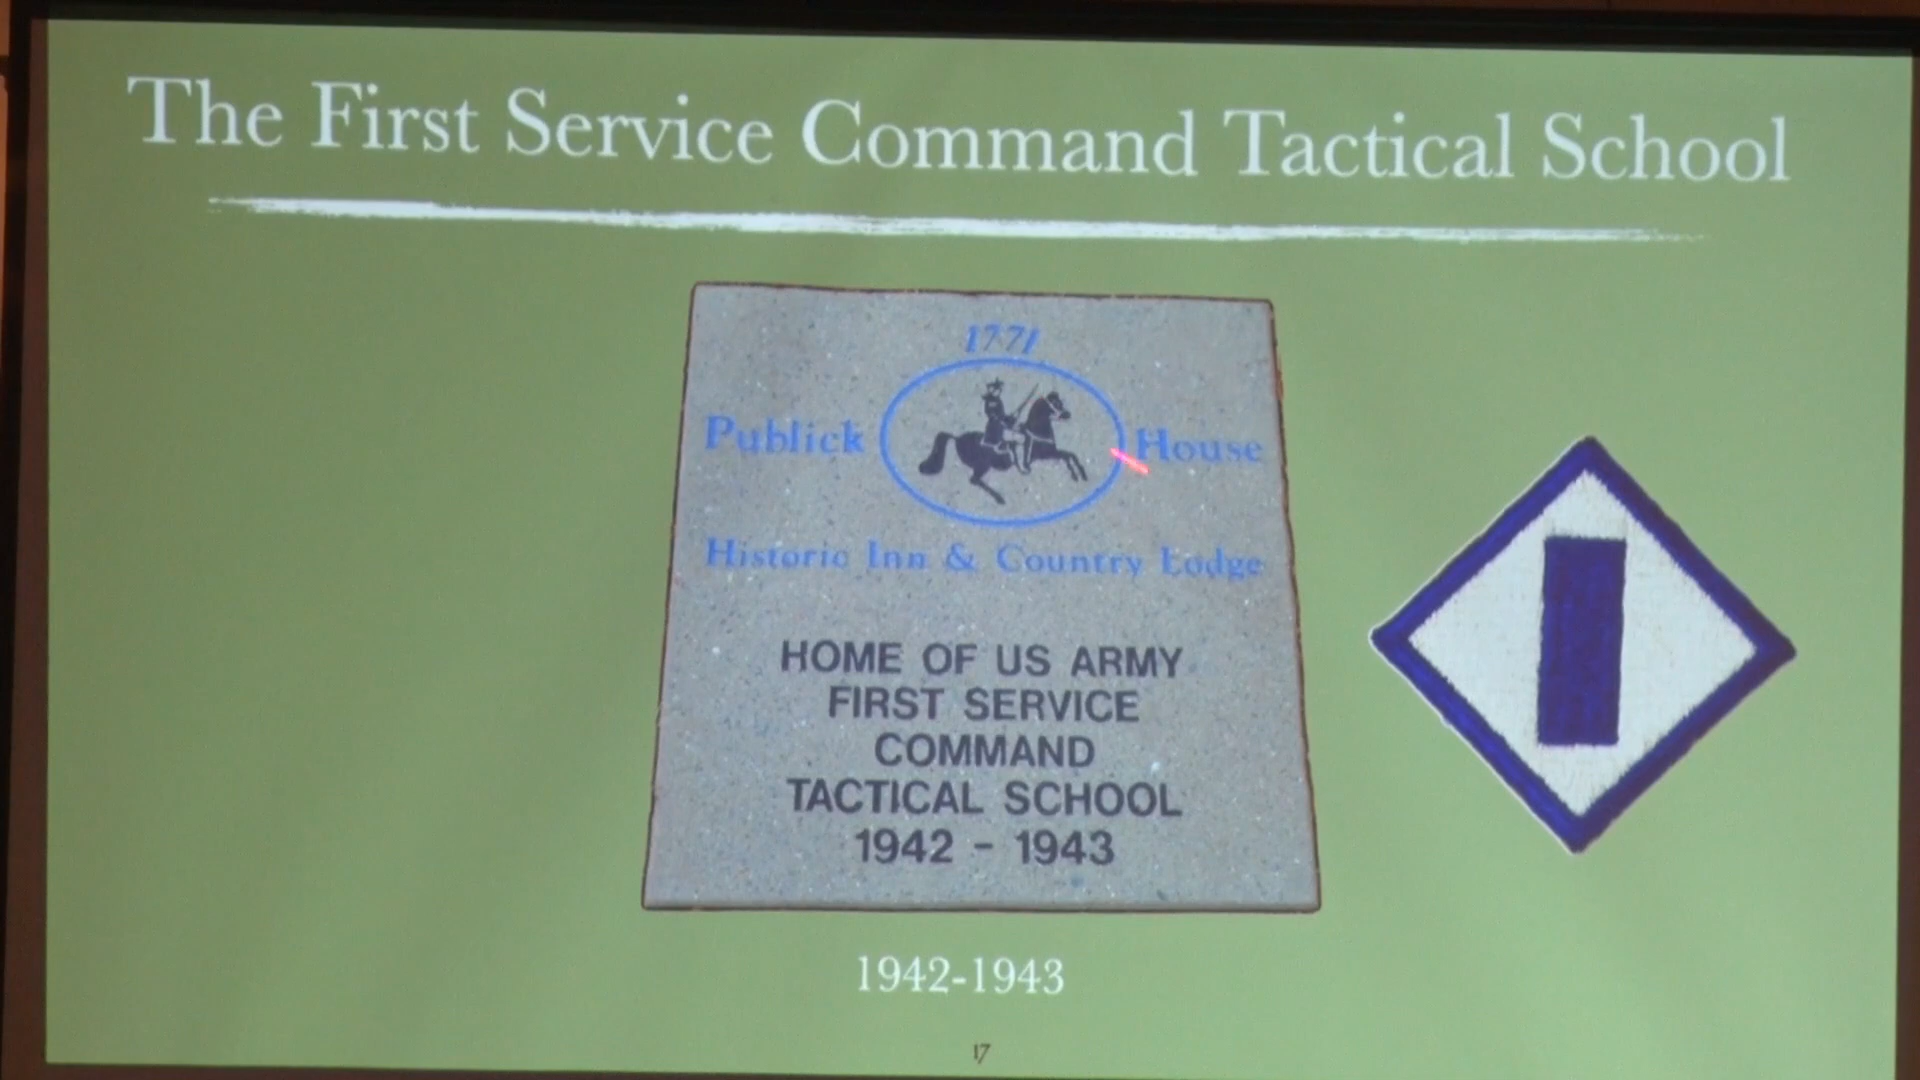 The First Service Command Tactical School
1771
Publick House
Historic Inn & Country Lodge
HOME OF US ARMY
FIRST SERVICE
COMMAND
TACTICAL SCHOOL
1942 - 1943
1942-1943
17